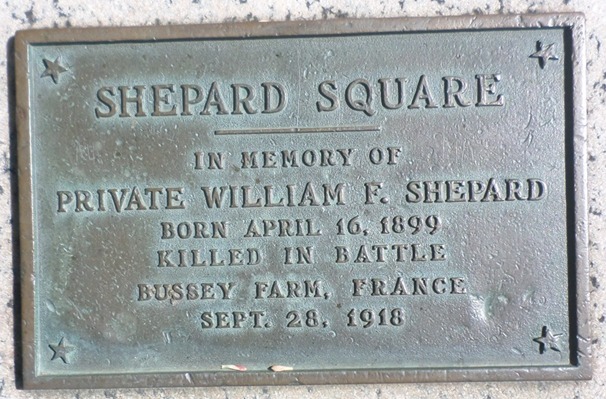 SHEPARD SQUARE
IN MEMORY OF
PRIVATE WILLIAM F. SHEPARD
BORN APRIL 16, 1899
KILLED IN BATTLE
BUSSEY FARM, FRANCE
SEPT. 28, 1918